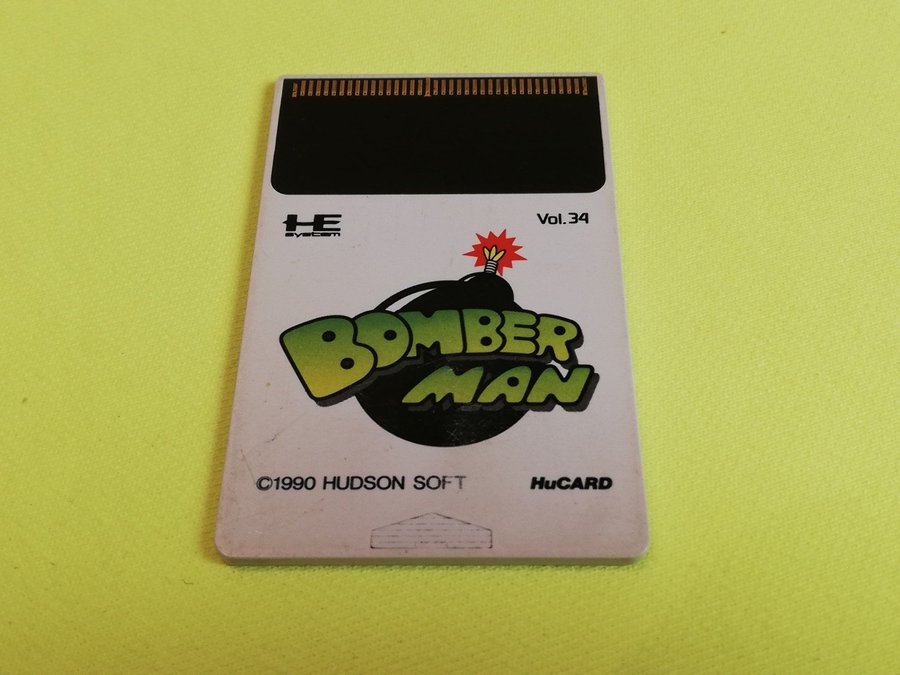 HE
system
Vol.34
BOMBER
MAN
©1990 HUDSON SOFT
HuCARD